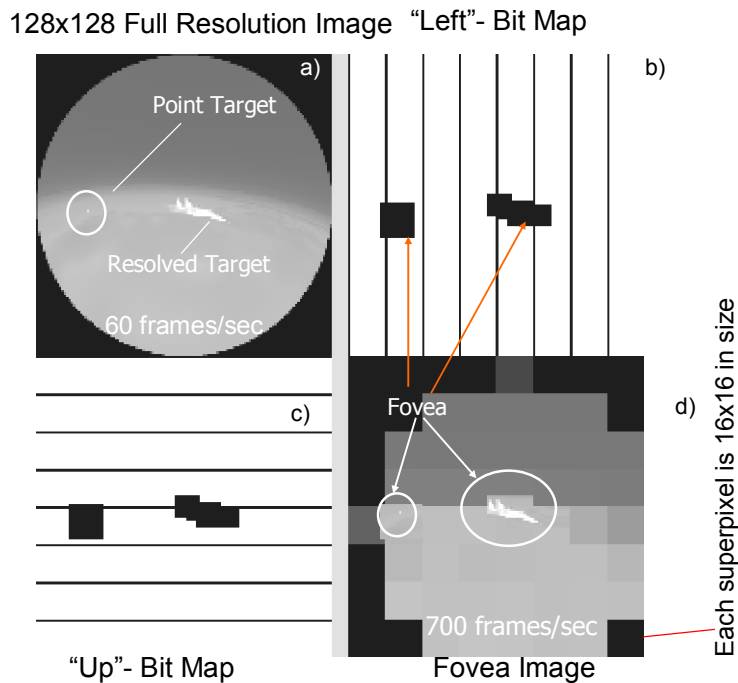 128x128 Full Resolution Image
"Left"- Bit Map
a)
Point Target
Resolved Target
60 frames/sec
b)
c)
d)
Fovea
700 frames/sec
Each superpixel is 16x16 in size
"Up"- Bit Map
Fovea Image